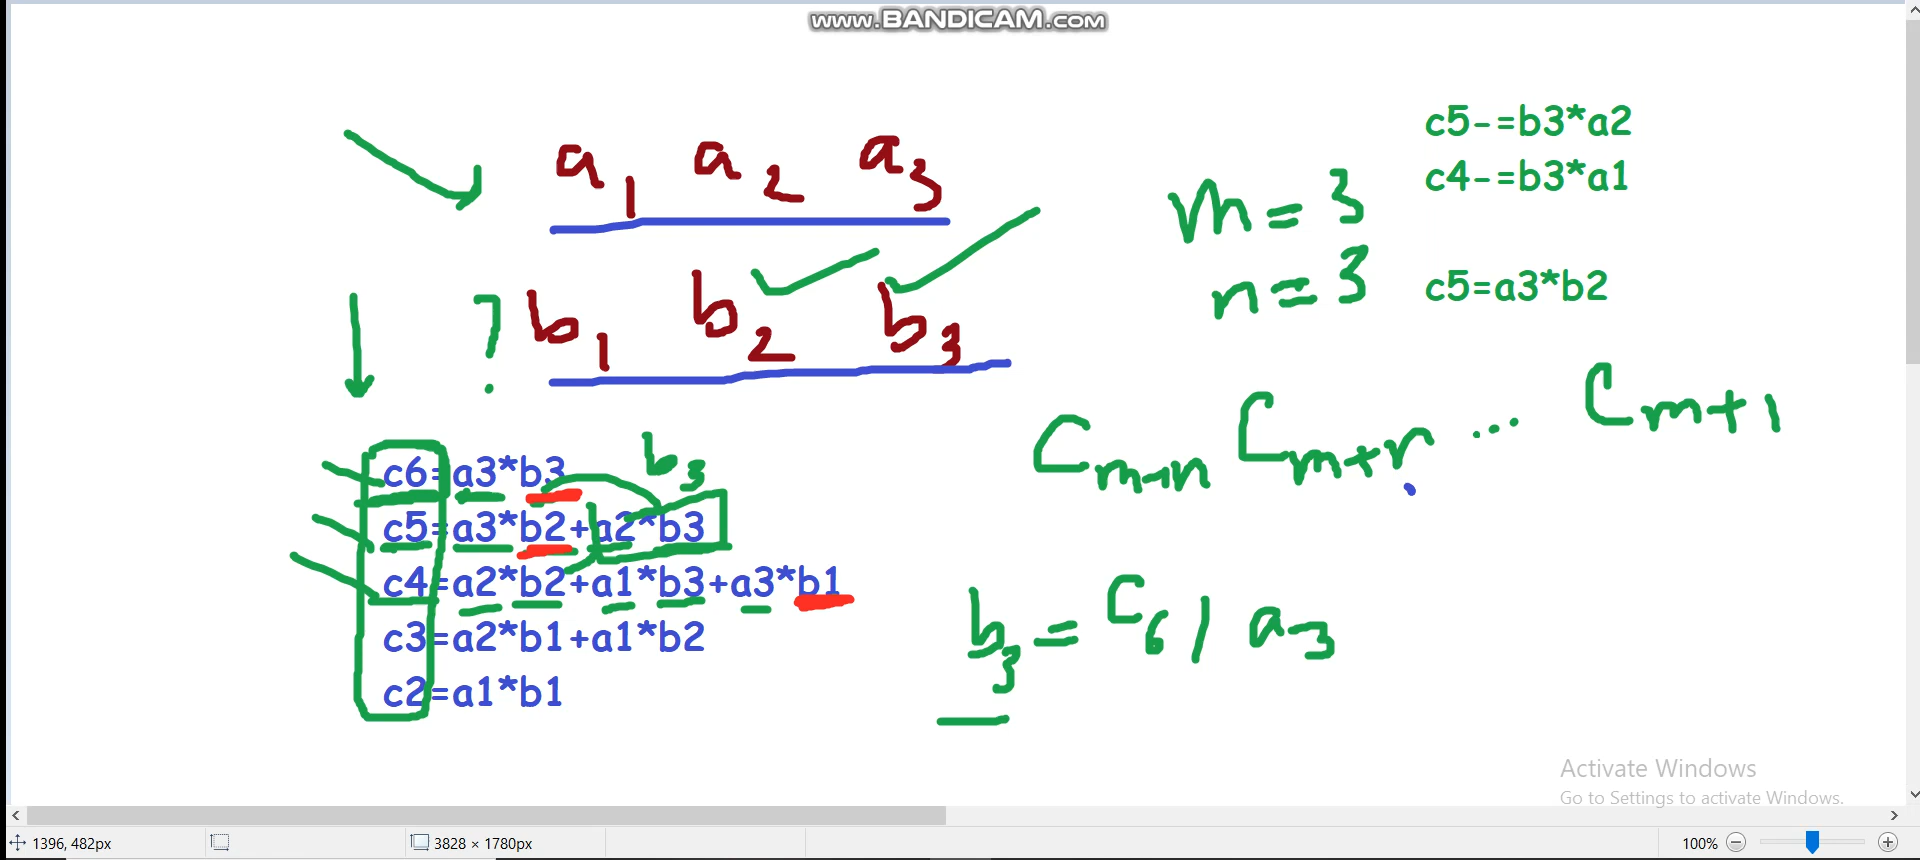 www.BANDICAM.com
c5-=b3*a2
c4-=b3*a1
a1 a2 a3
m=3
n=3
c5=a3*b2
? b1 b2 b3
Cm+n Cm+n ... Cm+1
b3
c6=a3*b3
c5=a3*b2+a2*b3
c4=a2*b2+a1*b3+a3*b1
c3=a2*b1+a1*b2
c2=a1*b1
b3 = C6 / a3
Activate Windows
Go to Settings to activate Windows.
1396, 482px
3828 × 1780px
100%